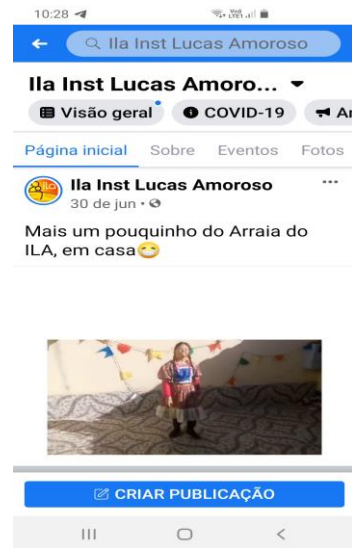 10:28
Ila Inst Lucas Amoroso
Ila Inst Lucas Amoro...
Visão geral COVID-19 Ar
Página inicial Sobre Eventos Fotos
Ila Inst Lucas Amoroso
30 de jun
Mais um pouquinho do Arraia do
ILA, em casa😷
CRIAR PUBLICAÇÃO